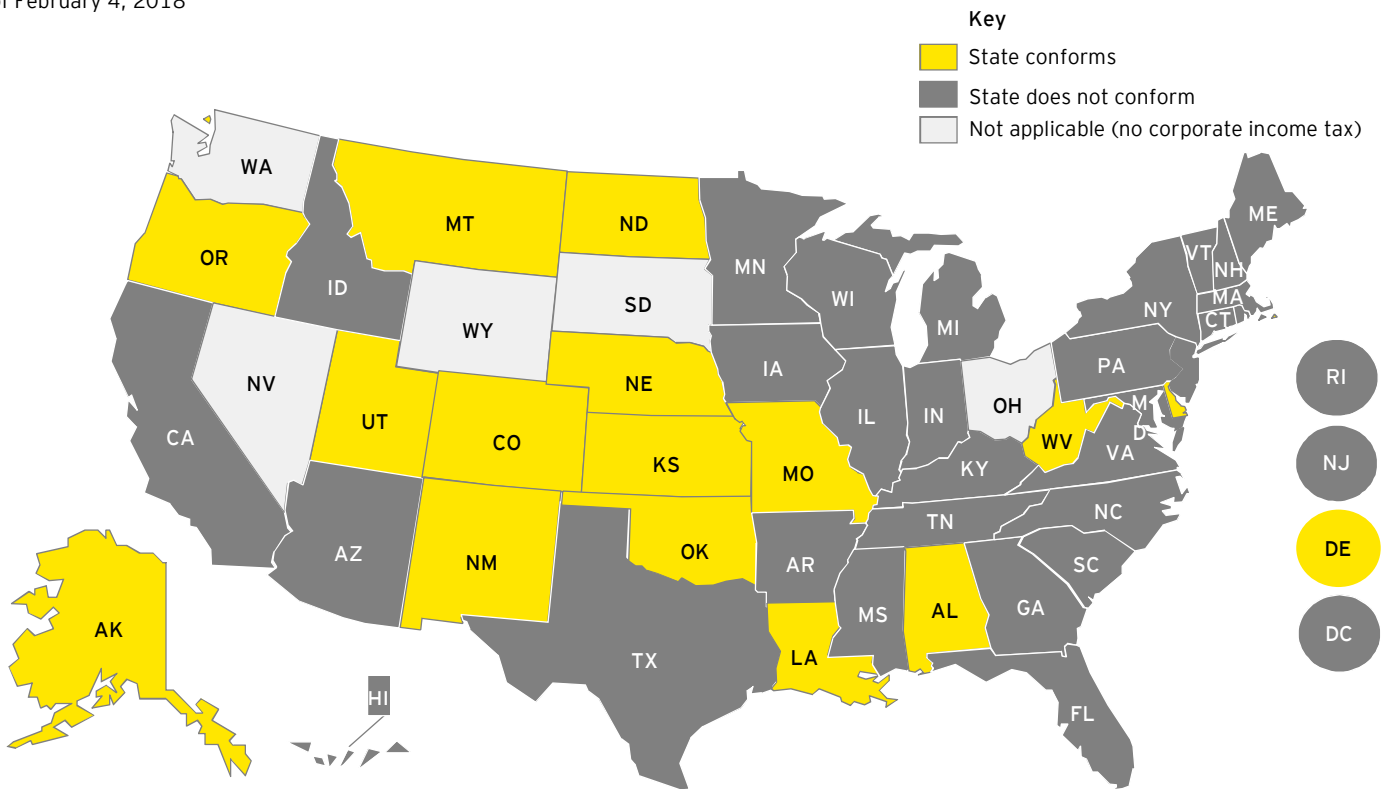 February 4, 2018
Key
State conforms
State does not conform
Not applicable (no corporate income tax)
WA
MT
ND
MN
ME
VT
NH
OR
ID
SD
WI
MA
NY
CT
WY
MI
PA
RI
NV
NE
IA
OH
M
D
CA
UT
CO
KS
MO
IL
IN
WV
VA
KY
NJ
AZ
NM
OK
AR
TN
NC
SC
DE
AK
TX
LA
MS
AL
GA
DC
HI
FL